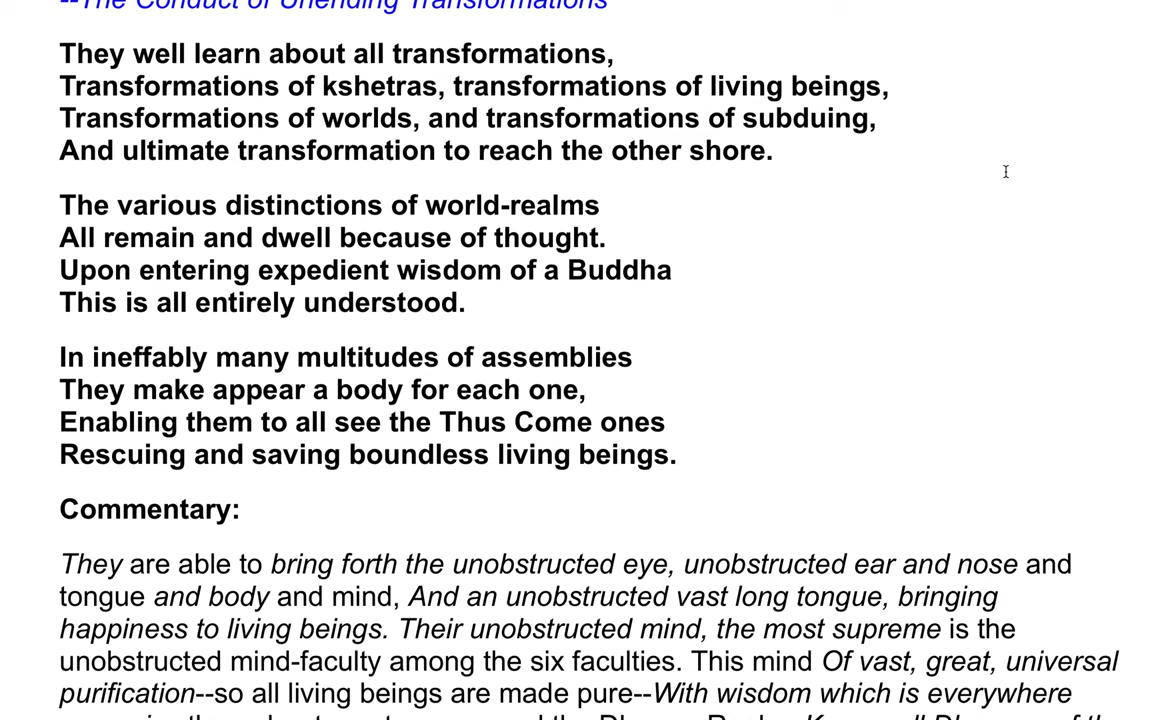 --The Conduct of Unending Transformations
They well learn about all transformations,
Transformations of kshetras, transformations of living beings,
Transformations of worlds, and transformations of subduing,
And ultimate transformation to reach the other shore.
The various distinctions of world-realms
All remain and dwell because of thought.
Upon entering expedient wisdom of a Buddha
This is all entirely understood.
In ineffably many multitudes of assemblies
They make appear a body for each one,
Enabling them to all see the Thus Come ones
Rescuing and saving boundless living beings.
Commentary:
They are able to bring forth the unobstructed eye, unobstructed ear and nose and
tongue and body and mind, And an unobstructed vast long tongue, bringing
happiness to living beings. Their unobstructed mind, the most supreme is the
unobstructed mind-faculty among the six faculties. This mind Of vast, great, universal
purification--so all living beings are made pure--With wisdom which is everywhere